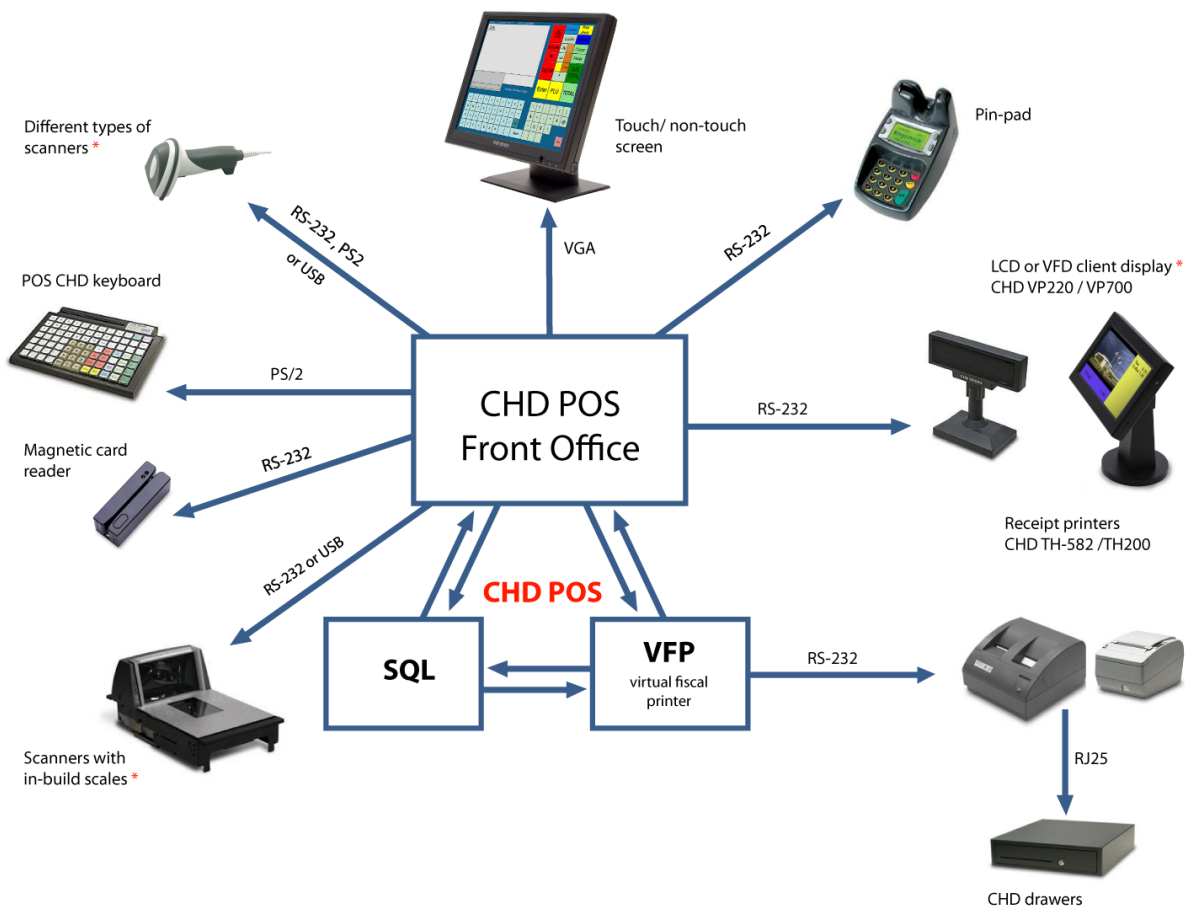 Different types of
scanners *
Touch/ non-touch
screen
Pin-pad
RS-232, PS2
or USB
VGA
RS-232
POS CHD keyboard
LCD or VFD client display *
CHD VP220 / VP700
PS/2
CHD POS
Front Office
RS-232
Magnetic card
reader
RS-232
Receipt printers
CHD TH-582 /TH200
RS-232 or USB
CHD POS
SQL
VFP
virtual fiscal
printer
RS-232
Scanners with
in-build scales *
RJ25
CHD drawers
Enter
PLU
TOTAL